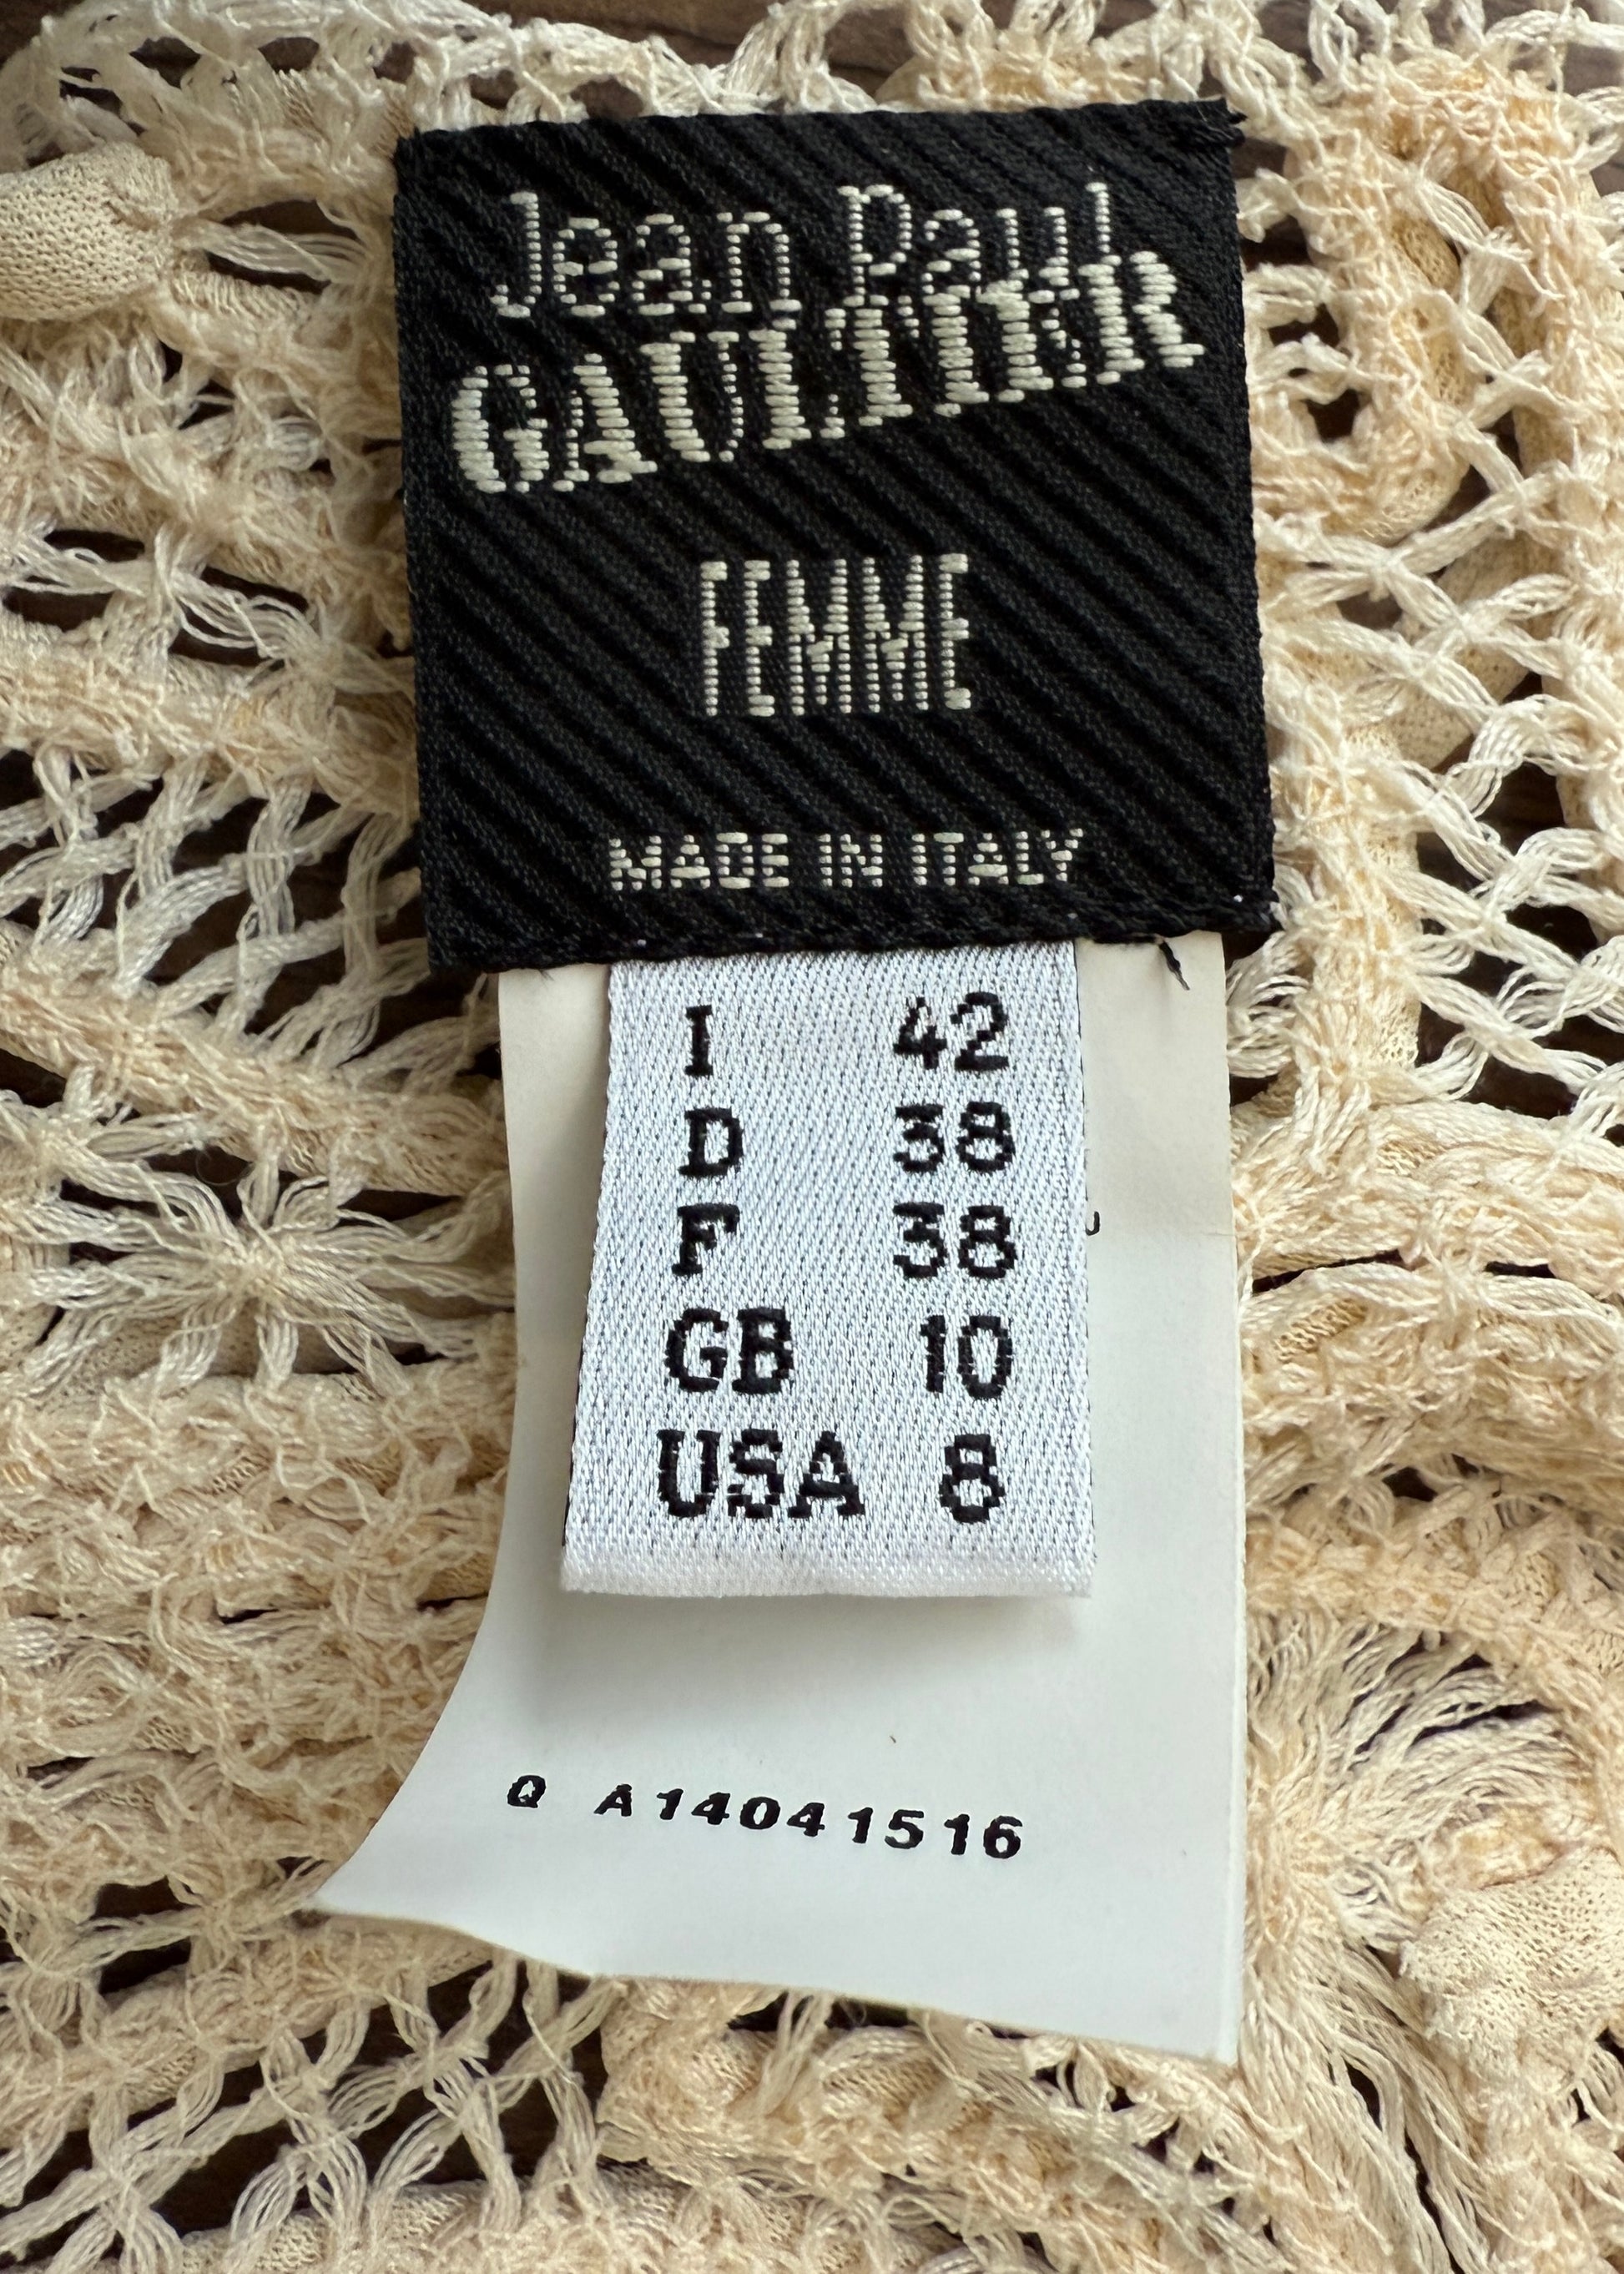 Jean Paul
GAULTIER
FEMME
MADE IN ITALY
I 42
D 38
F 38
GB 10
USA 8
Q A14041516